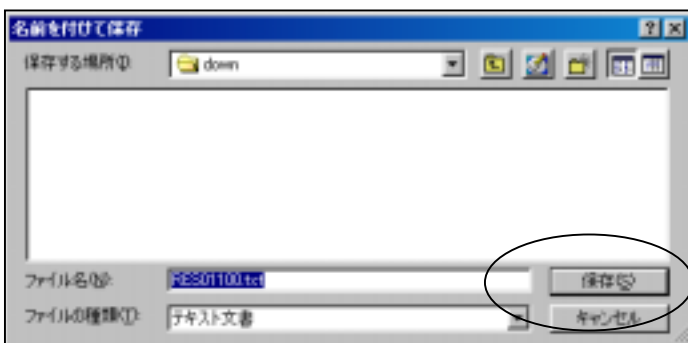 名前を付けて保存
保存する場所(I): down
ファイル名(N): RES01100.txt 保存(S)
ファイルの種類(T): テキスト文書 キャンセル